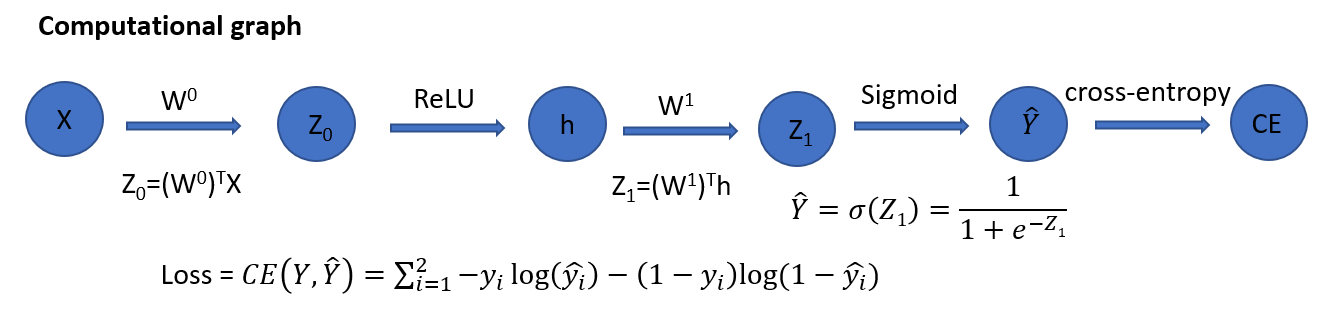 Computational graph
W⁰ ReLU W¹ Sigmoid cross-entropy
X Z₀ h Z₁ Ŷ CE
Z₀=(W⁰)ᵀX Z₁=(W¹)ᵀh
Ŷ = σ(Z₁) = 1 / (1 + e^{−Z₁})
Loss = CE(Y, Ŷ) = ∑_{i=1}^{2} −yᵢ log(ŷᵢ) − (1 − yᵢ)log(1 − ŷᵢ)